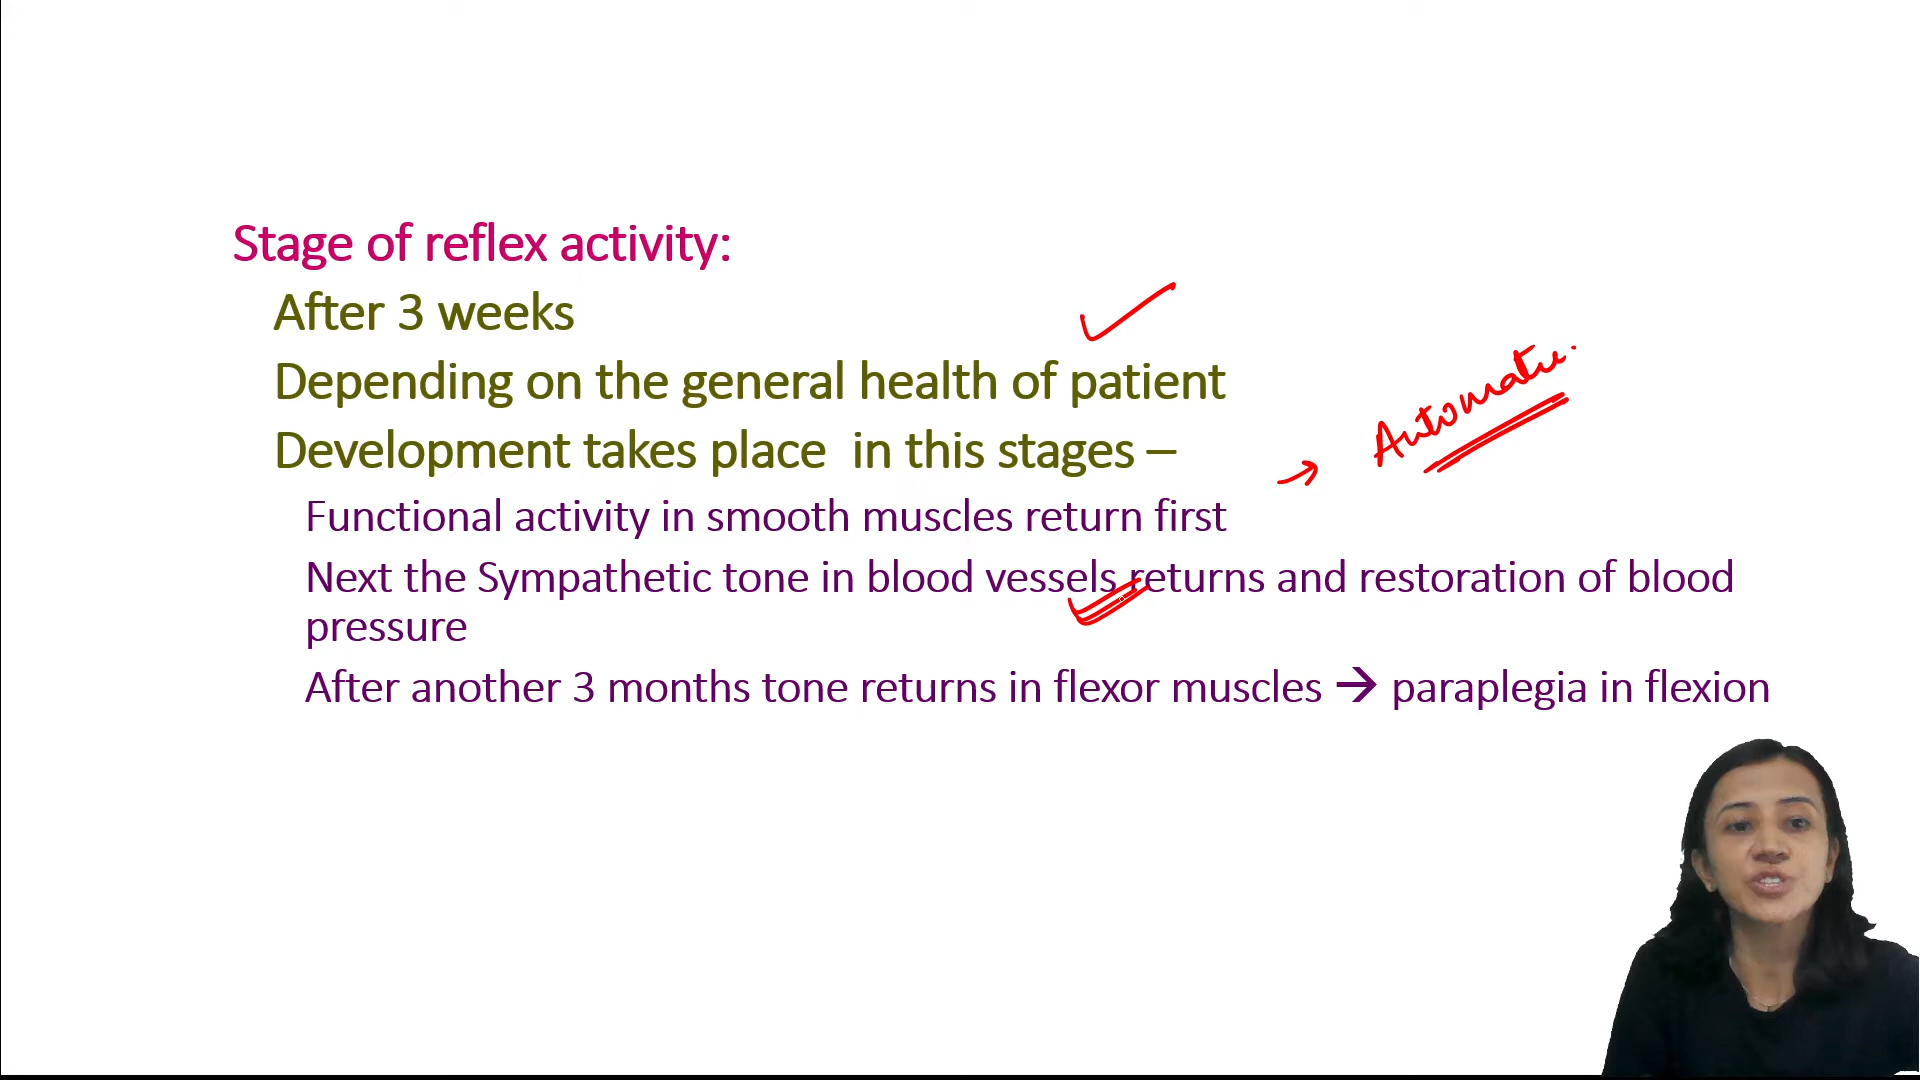 Stage of reflex activity:
After 3 weeks
Depending on the general health of patient
Automatic
Development takes place in this stages –
Functional activity in smooth muscles return first
Next the Sympathetic tone in blood vessels returns and restoration of blood
pressure
After another 3 months tone returns in flexor muscles → paraplegia in flexion